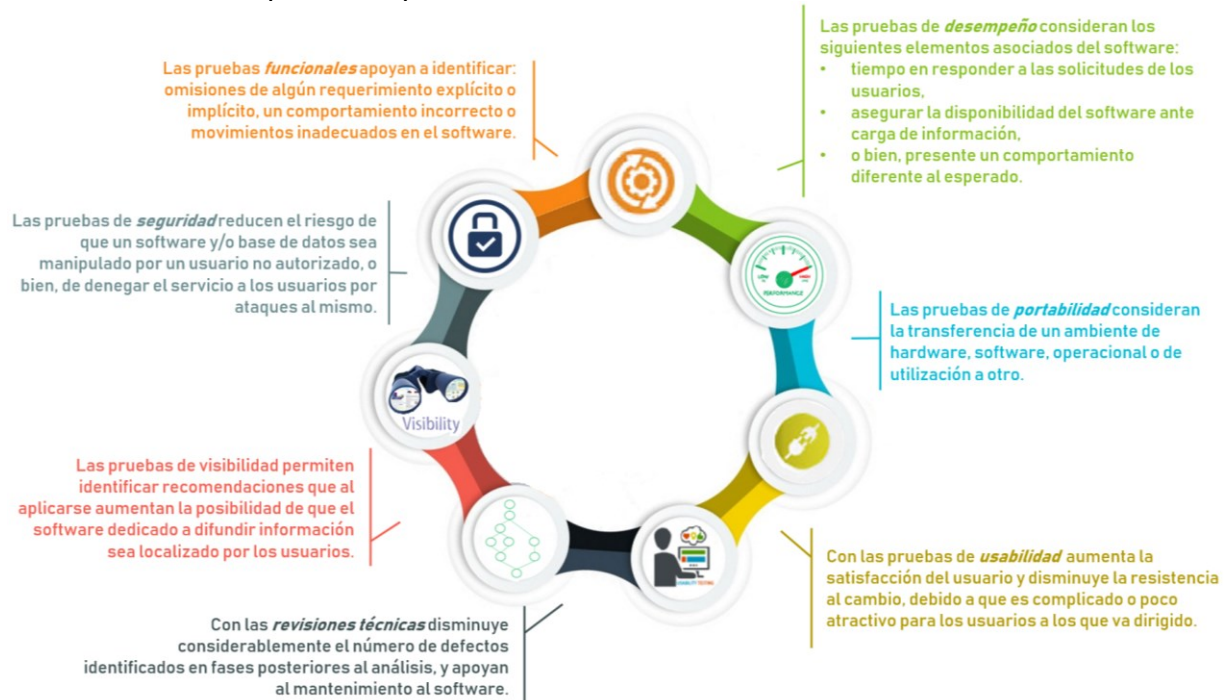 Las pruebas de desempeño consideran los
siguientes elementos asociados del software:
• tiempo en responder a las solicitudes de los
usuarios,
• asegurar la disponibilidad del software ante
carga de información,
• o bien, presente un comportamiento
diferente al esperado.
Las pruebas funcionales apoyan a identificar:
omisiones de algún requerimiento explícito o
implícito, un comportamiento incorrecto o
movimientos inadecuados en el software.
Las pruebas de seguridad reducen el riesgo de
que un software y/o base de datos sea
manipulado por un usuario no autorizado, o
bien, de denegar el servicio a los usuarios por
ataques al mismo.
PERFORMANCE
Las pruebas de portabilidad consideran
la transferencia de un ambiente de
hardware, software, operacional o de
utilización a otro.
Visibility
Las pruebas de visibilidad permiten
identificar recomendaciones que al
aplicarse aumentan la posibilidad de que el
software dedicado a difundir información
sea localizado por los usuarios.
USABILITY TESTING
Con las pruebas de usabilidad aumenta la
satisfacción del usuario y disminuye la resistencia
al cambio, debido a que es complicado o poco
atractivo para los usuarios a los que va dirigido.
Con las revisiones técnicas disminuye
considerablemente el número de defectos
identificados en fases posteriores al análisis, y apoyan
al mantenimiento al software.